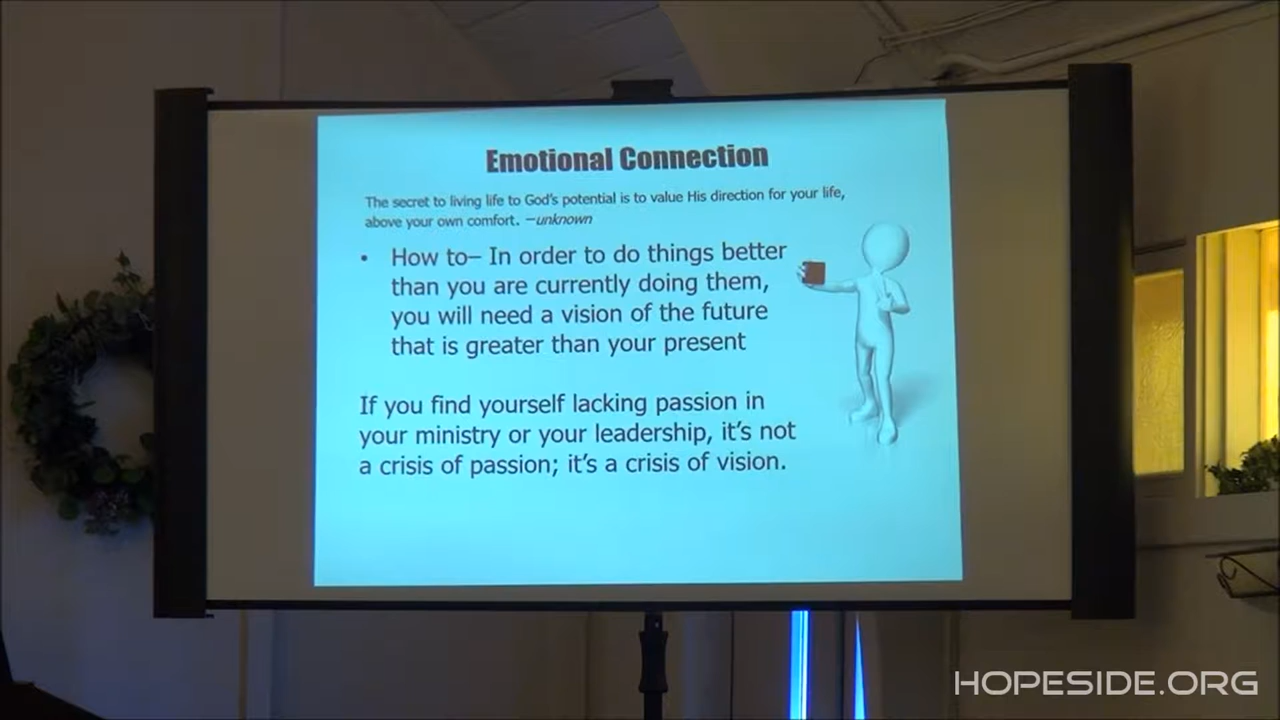 Emotional Connection
The secret to living life to God's potential is to value His direction for your life,
above your own comfort. –unknown
• How to– In order to do things better
than you are currently doing them,
you will need a vision of the future
that is greater than your present
If you find yourself lacking passion in
your ministry or your leadership, it's not
a crisis of passion; it's a crisis of vision.
HOPESIDE.ORG